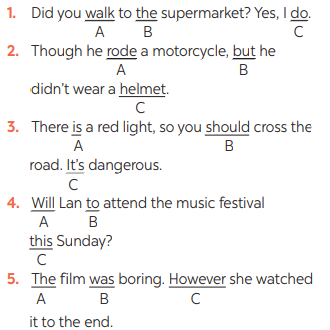 1. Did you walk to the supermarket? Yes, I do.
A B C
2. Though he rode a motorcycle, but he
A B
didn't wear a helmet.
C
3. There is a red light, so you should cross the
A B
road. It's dangerous.
C
4. Will Lan to attend the music festival
A B
this Sunday?
C
5. The film was boring. However she watched
A B C
it to the end.